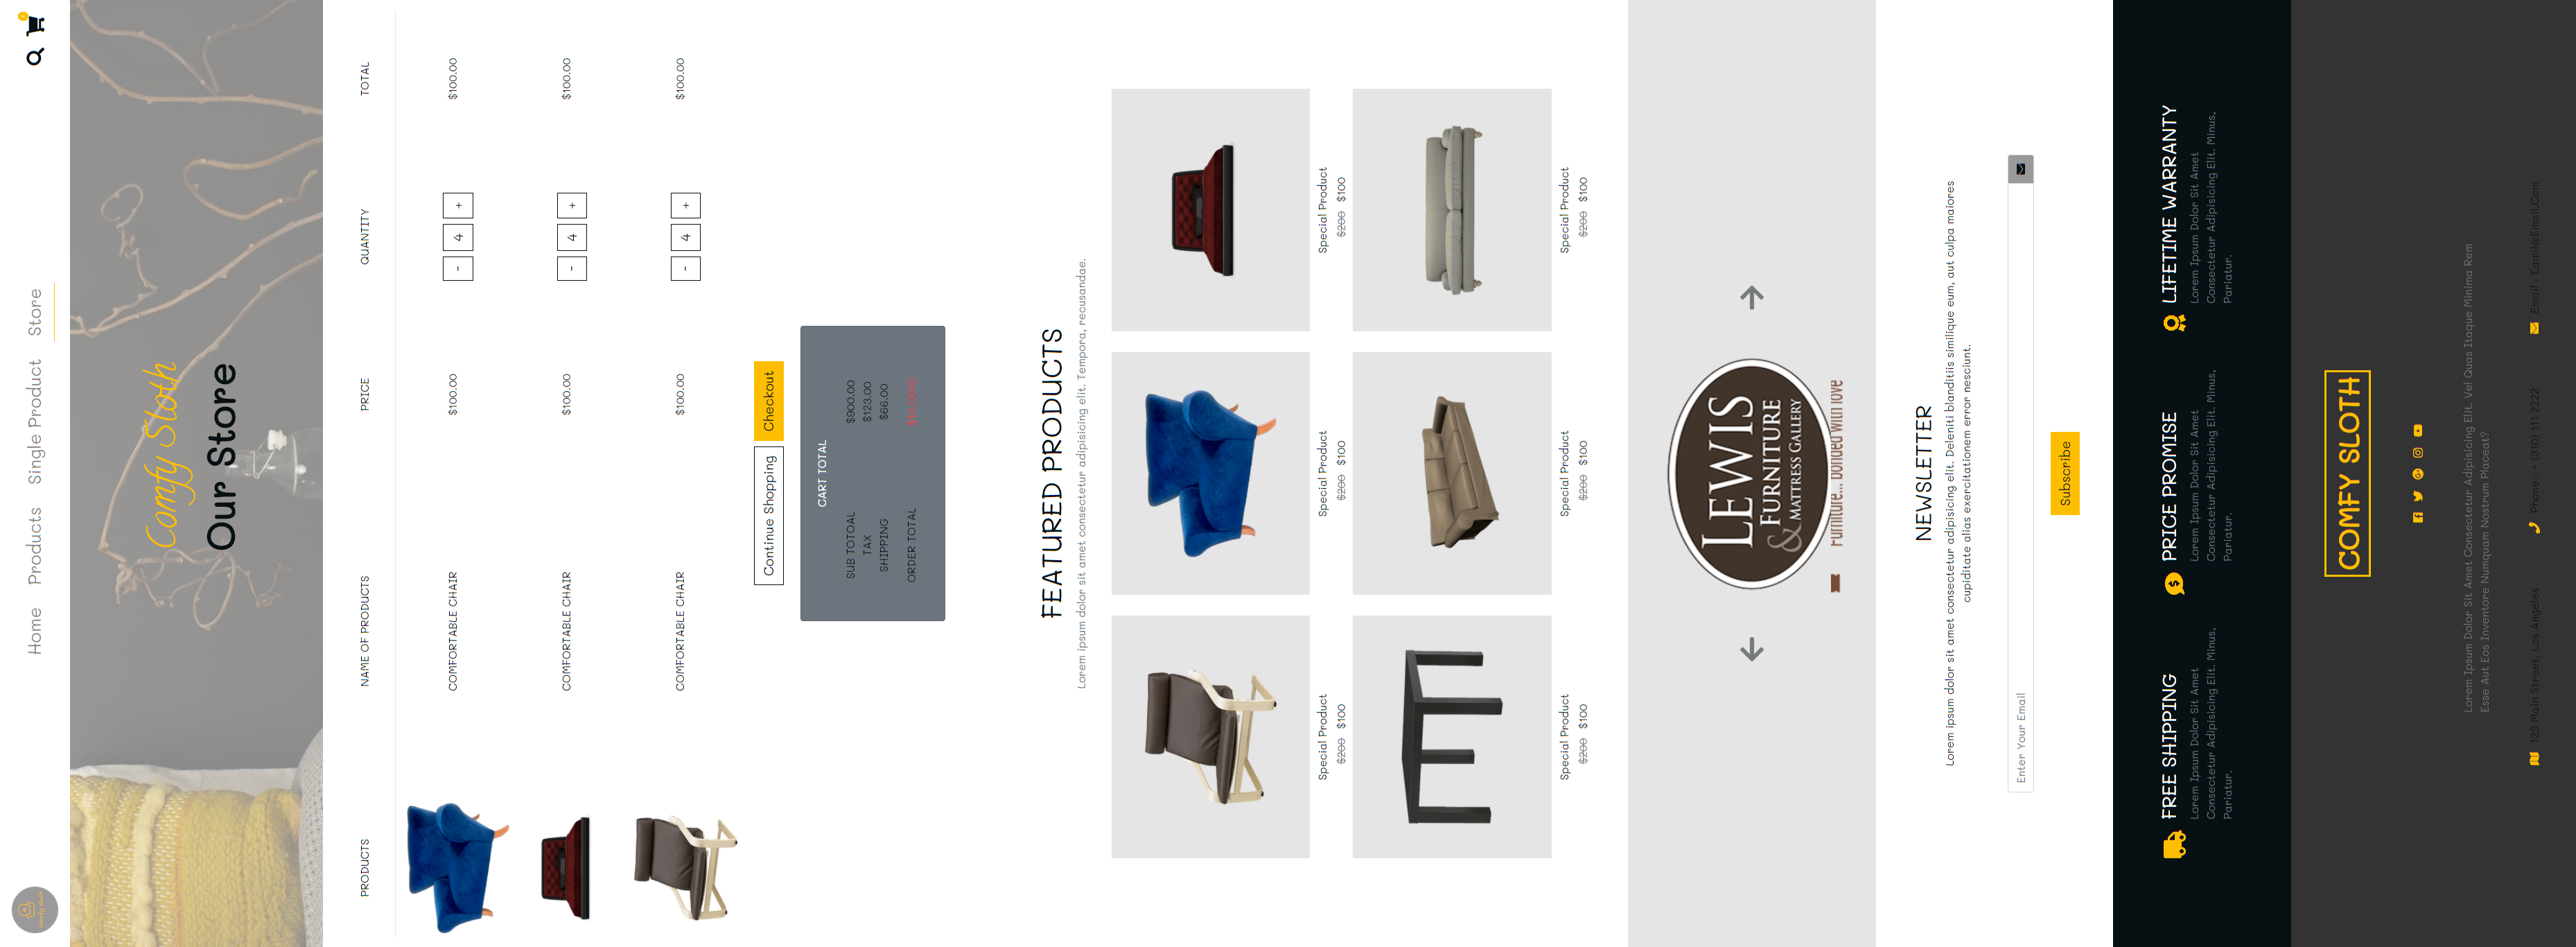 Home Products Single Product Store
Comfy Sloth
Our Store
PRODUCTS NAME OF PRODUCTS PRICE QUANTITY TOTAL
COMFORTABLE CHAIR $100.00 - 4 + $100.00
COMFORTABLE CHAIR $100.00 - 4 + $100.00
COMFORTABLE CHAIR $100.00 - 4 + $100.00
Continue Shopping Checkout
CART TOTAL
SUB TOTOAL $900.00
TAX $123.00
SHIPPING $66.00
ORDER TOTAL
FEATURED PRODUCTS
Lorem ipsum dolor sit amet consectetur adipisicing elit. Tempora, recusandae.
Special Product Special Product Special Product
$200 $100 $200 $100 $200 $100
Special Product Special Product Special Product
$200 $100 $200 $100 $200 $100
LEWIS
FURNITURE
& MATTRESS GALLERY
Furniture... bonded with love
NEWSLETTER
Lorem ipsum dolor sit amet consectetur adipisicing elit. Deleniti blanditiis similique eum, aut culpa maiores
cupiditate alias exercitationem error nesciunt.
Enter Your Email
Subscribe
FREE SHIPPING
Lorem Ipsum Dolor Sit Amet
Consectetur Adipisicing Elit. Minus,
Pariatur.
PRICE PROMISE
Lorem Ipsum Dolor Sit Amet
Consectetur Adipisicing Elit. Minus,
Pariatur.
LIFETIME WARRANTY
Lorem Ipsum Dolor Sit Amet
Consectetur Adipisicing Elit. Minus,
Pariatur.
COMFY SLOTH
Lorem Ipsum Dolor Sit Amet Consectetur Adipisicing Elit. Vel Quas Itaque Minima Rem
Esse Aut Eos Inventore Numquam Nostrum Placeat?
123 Main Street, Los Angeles Phone : + (310) 111 2222 Email : Eamil@Email.Com